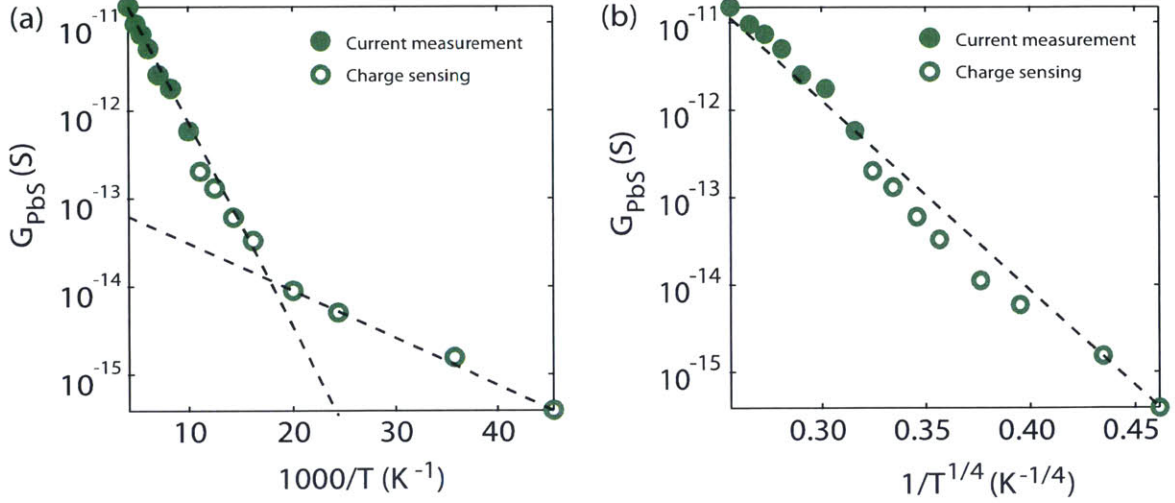 (a)
10^-11
10^-12
10^-13
10^-14
10^-15
G_PbS (S)
Current measurement
Charge sensing
10 20 30 40
1000/T (K^-1)
(b)
10^-11
10^-12
10^-13
10^-14
10^-15
G_PbS (S)
Current measurement
Charge sensing
0.30 0.35 0.40 0.45
1/T^1/4 (K^-1/4)